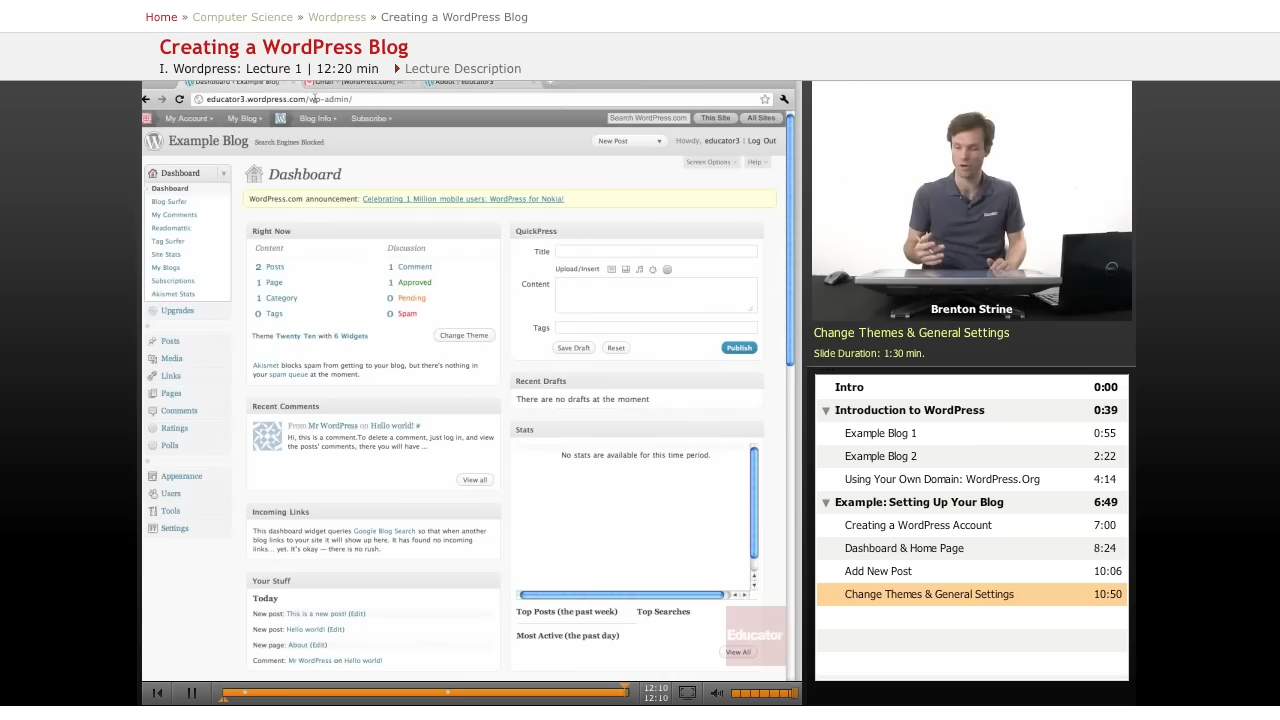 Home » Computer Science » Wordpress » Creating a WordPress Blog
Creating a WordPress Blog
I. Wordpress: Lecture 1 | 12:20 min
Lecture Description
educator3.wordpress.com/wp-admin/
My Account
My Blog
Blog Info
Subscribe
Search WordPress.com
This Site
All Sites
Example Blog
Search Engines Blocked
New Post
Howdy, educator3 | Log Out
Screen Options
Help
Dashboard
Dashboard
Blog Surfer
My Comments
Readomattic
Tag Surfer
Site Stats
My Blogs
Subscriptions
Akismet Stats
Upgrades
Posts
Media
Links
Pages
Comments
Ratings
Polls
Appearance
Users
Tools
Settings
Dashboard
WordPress.com announcement: Celebrating 1 Million mobile users: WordPress for Nokia!
Right Now
Content
Discussion
2 Posts
1 Comment
1 Page
1 Approved
1 Category
0 Pending
0 Tags
0 Spam
Theme Twenty Ten with 6 Widgets
Change Theme
Akismet blocks spam from getting to your blog, but there's nothing in
your spam queue at the moment.
Recent Comments
From Mr WordPress on Hello world! #
Hi, this is a comment.To delete a comment, just log in, and view
the posts' comments, there you will have ...
View all
Incoming Links
This dashboard widget queries Google Blog Search so that when another
blog links to your site it will show up here. It has found no incoming
links... yet. It's okay — there is no rush.
Your Stuff
Today
New post: This is a new post! (Edit)
New post: Hello world! (Edit)
New page: About (Edit)
Comment: Mr WordPress on Hello world!
QuickPress
Title
Upload/Insert
Content
Tags
Save Draft
Reset
Publish
Recent Drafts
There are no drafts at the moment
Stats
No stats are available for this time period.
Top Posts (the past week)
Top Searches
Most Active (the past day)
Educator
View All
12:10
12:10
Brenton Strine
Change Themes & General Settings
Slide Duration: 1:30 min.
Intro 0:00
Introduction to WordPress 0:39
Example Blog 1 0:55
Example Blog 2 2:22
Using Your Own Domain: WordPress.Org 4:14
Example: Setting Up Your Blog 6:49
Creating a WordPress Account 7:00
Dashboard & Home Page 8:24
Add New Post 10:06
Change Themes & General Settings 10:50